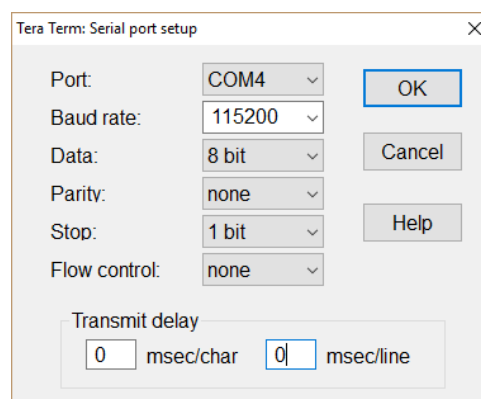 Tera Term: Serial port setup
Port: COM4 OK
Baud rate: 115200
Data: 8 bit Cancel
Parity: none
Stop: 1 bit Help
Flow control: none
Transmit delay
0 msec/char 0 msec/line